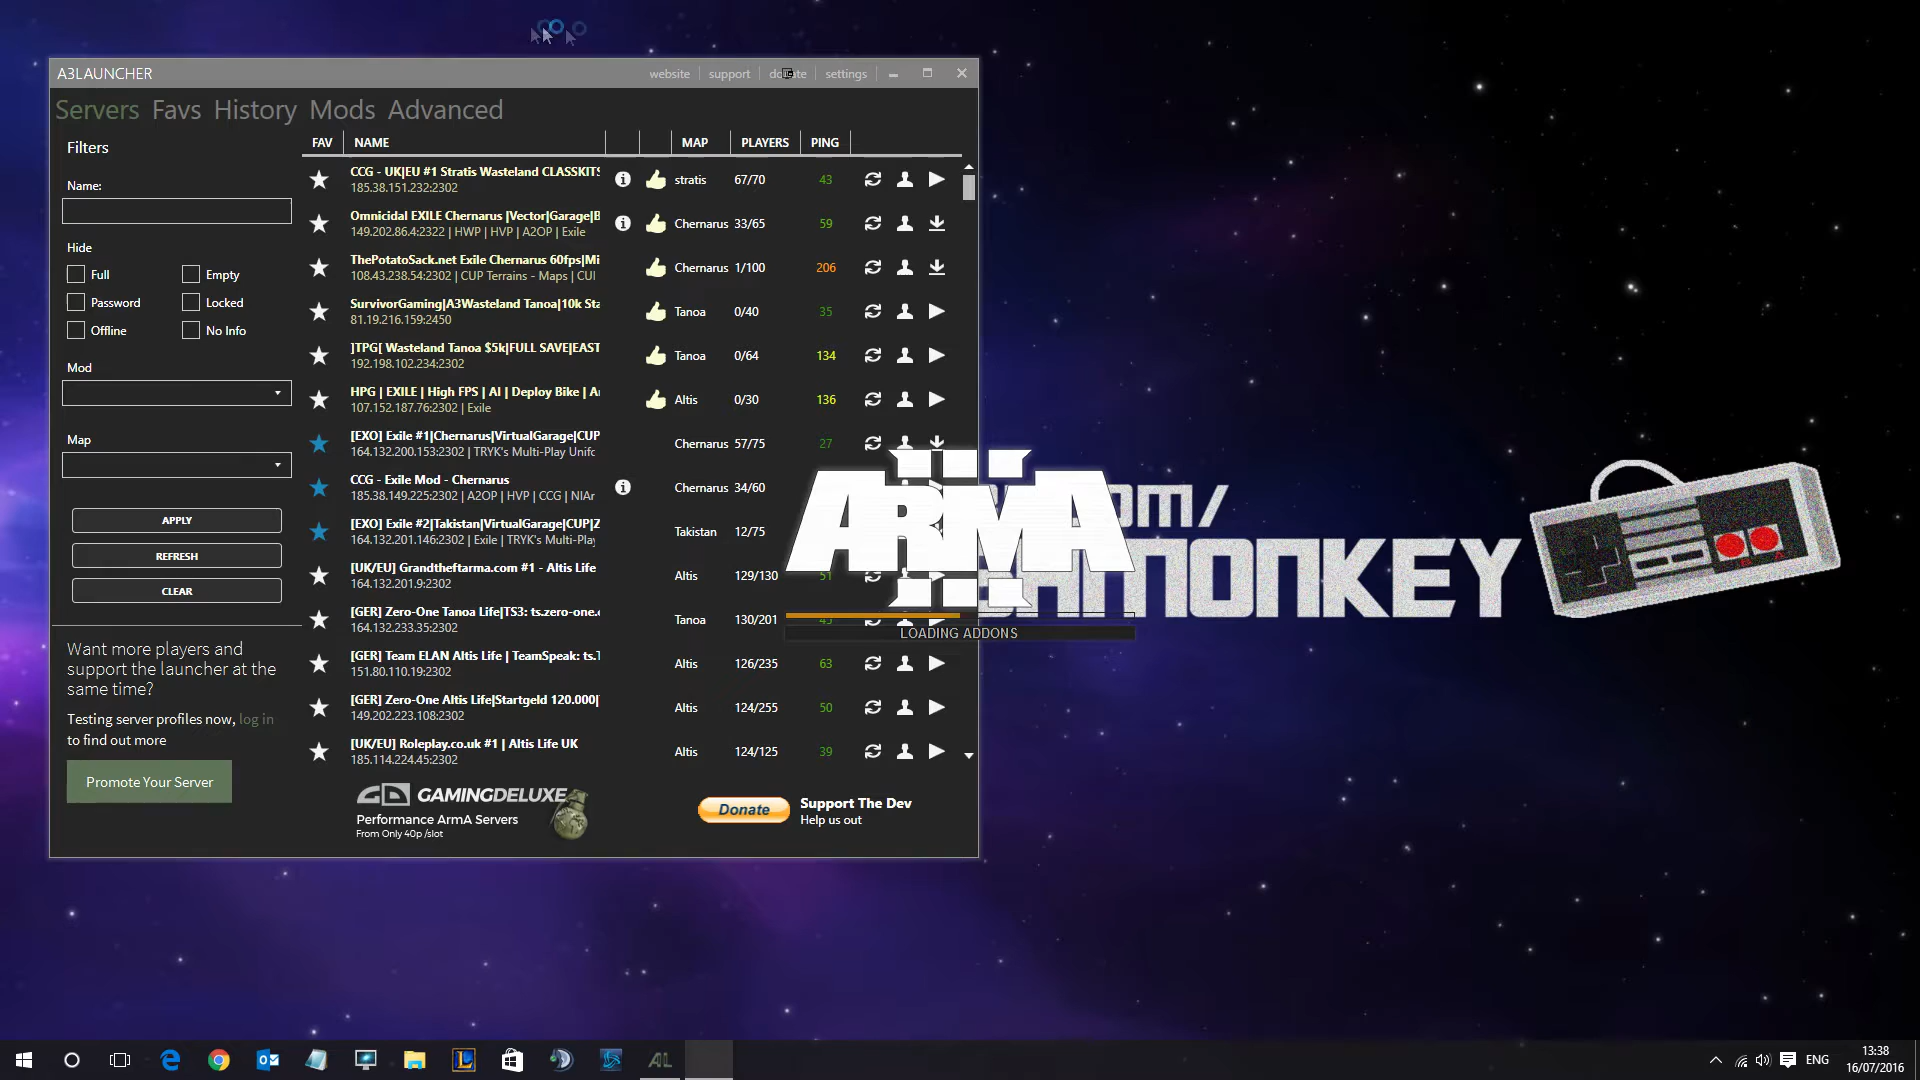 A3LAUNCHER
website
support
settings
Servers Favs History Mods Advanced
Filters
Name:
Hide
Full
Empty
Password
Locked
Offline
No Info
Mod
Map
APPLY
REFRESH
CLEAR
Want more players and
support the launcher at the
same time?
Testing server profiles now, log in
to find out more
Promote Your Server
FAV NAME MAP PLAYERS PING
CCG - UK|EU #1 Stratis Wasteland CLASSKITS
185.38.151.232:2302
stratis 67/70 43
Omnicidal EXILE Chernarus |Vector|Garage|B
149.202.86.4:2322 | HWP | HVP | A2OP | Exile
Chernarus 33/65 59
ThePotatoSack.net Exile Chernarus 60fps|Mi
108.43.238.54:2302 | CUP Terrains - Maps | CUI
Chernarus 1/100 206
SurvivorGaming|A3Wasteland Tanoa|10k Sta
81.19.216.159:2450
Tanoa 0/40 35
]TPG[ Wasteland Tanoa $5k|FULL SAVE|EAST
192.198.102.234:2302
Tanoa 0/64 134
HPG | EXILE | High FPS | AI | Deploy Bike | A
107.152.187.76:2302 | Exile
Altis 0/30 136
[EXO] Exile #1|Chernarus|VirtualGarage|CUP
164.132.200.153:2302 | TRYK's Multi-Play Unifc
Chernarus 57/75 27
CCG - Exile Mod - Chernarus
185.38.149.225:2302 | A2OP | HVP | CCG | NIAr
Chernarus 34/60
[EXO] Exile #2|Takistan|VirtualGarage|CUP|Z
164.132.201.146:2302 | Exile | TRYK's Multi-Play
Takistan 12/75
[UK/EU] Grandtheftarma.com #1 - Altis Life
164.132.201.9:2302
Altis 129/130 51
[GER] Zero-One Tanoa Life|TS3: ts.zero-one.
164.132.233.35:2302
Tanoa 130/201 45
[GER] Team ELAN Altis Life | TeamSpeak: ts.
151.80.110.19:2302
Altis 126/235 63
[GER] Zero-One Altis Life|Startgeld 120.000|
149.202.223.108:2302
Altis 124/255 50
[UK/EU] Roleplay.co.uk #1 | Altis Life UK
185.114.224.45:2302
Altis 124/125 39
GAMINGDELUXE
Performance ArmA Servers
From Only 40p /slot
Donate
Support The Dev
Help us out
III
ARMA
LOADING ADDONS
om/
MONKEY
AL
ENG
13:38
16/07/2016